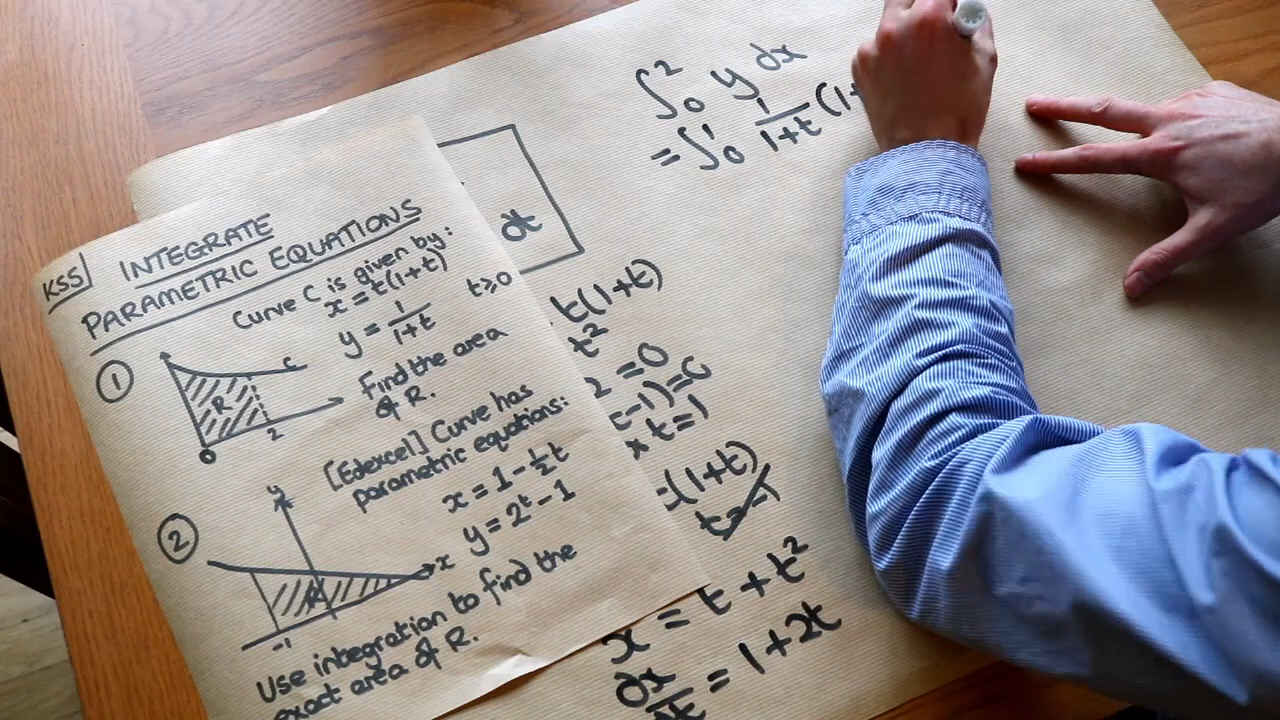 KS5
INTEGRATE
PARAMETRIC EQUATIONS
①
Curve C is given by:
x = t(1+t)
y = 1/(1+t) t≥0
C
R
O
2
Find the area
of R.
②
[Edexcel] Curve has
parametric equations:
x = 1 - ½t
y = 2^t - 1
y
x
R
-1
Use integration to find the
exact area of R.
dt
t(1+t)
t²
2 = 0
t-1)=0
t=1
(1+t)
x = t + t²
dx/dt = 1+2t
∫₀² y dx
= ∫₀¹ 1/(1+t) (1+